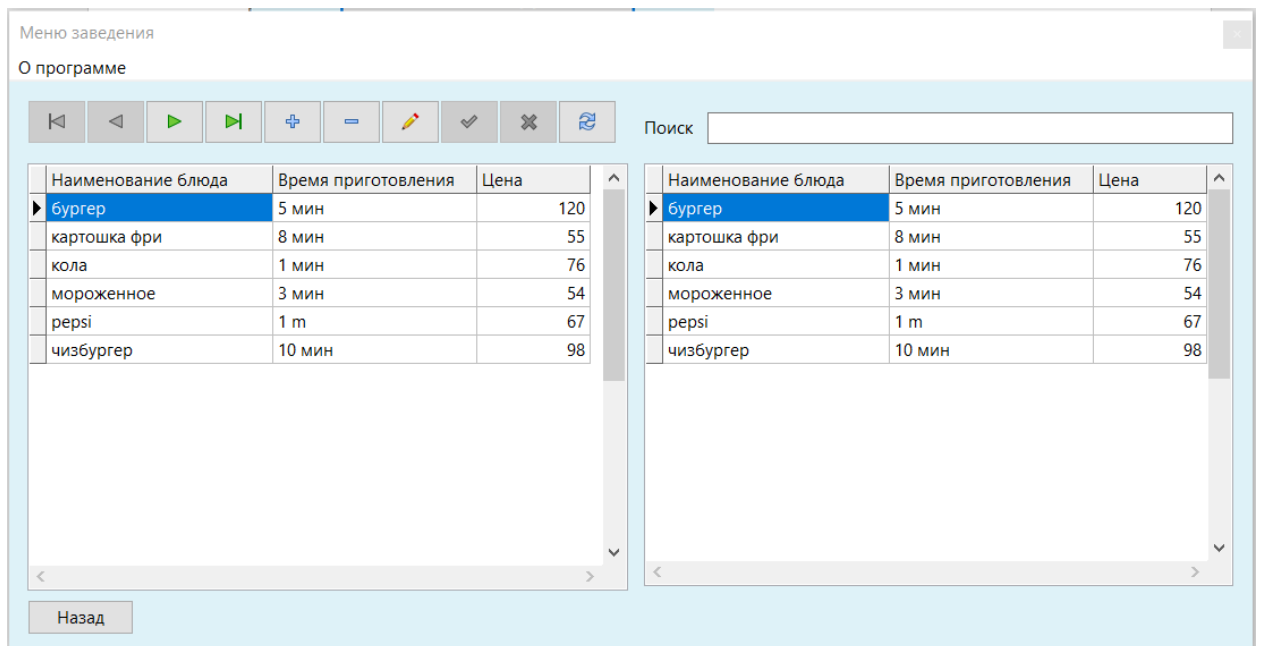 Меню заведения
О программе
Поиск
Наименование блюда Время приготовления Цена
бургер 5 мин 120
картошка фри 8 мин 55
кола 1 мин 76
мороженное 3 мин 54
pepsi 1 m 67
чизбургер 10 мин 98
Наименование блюда Время приготовления Цена
бургер 5 мин 120
картошка фри 8 мин 55
кола 1 мин 76
мороженное 3 мин 54
pepsi 1 m 67
чизбургер 10 мин 98
Назад